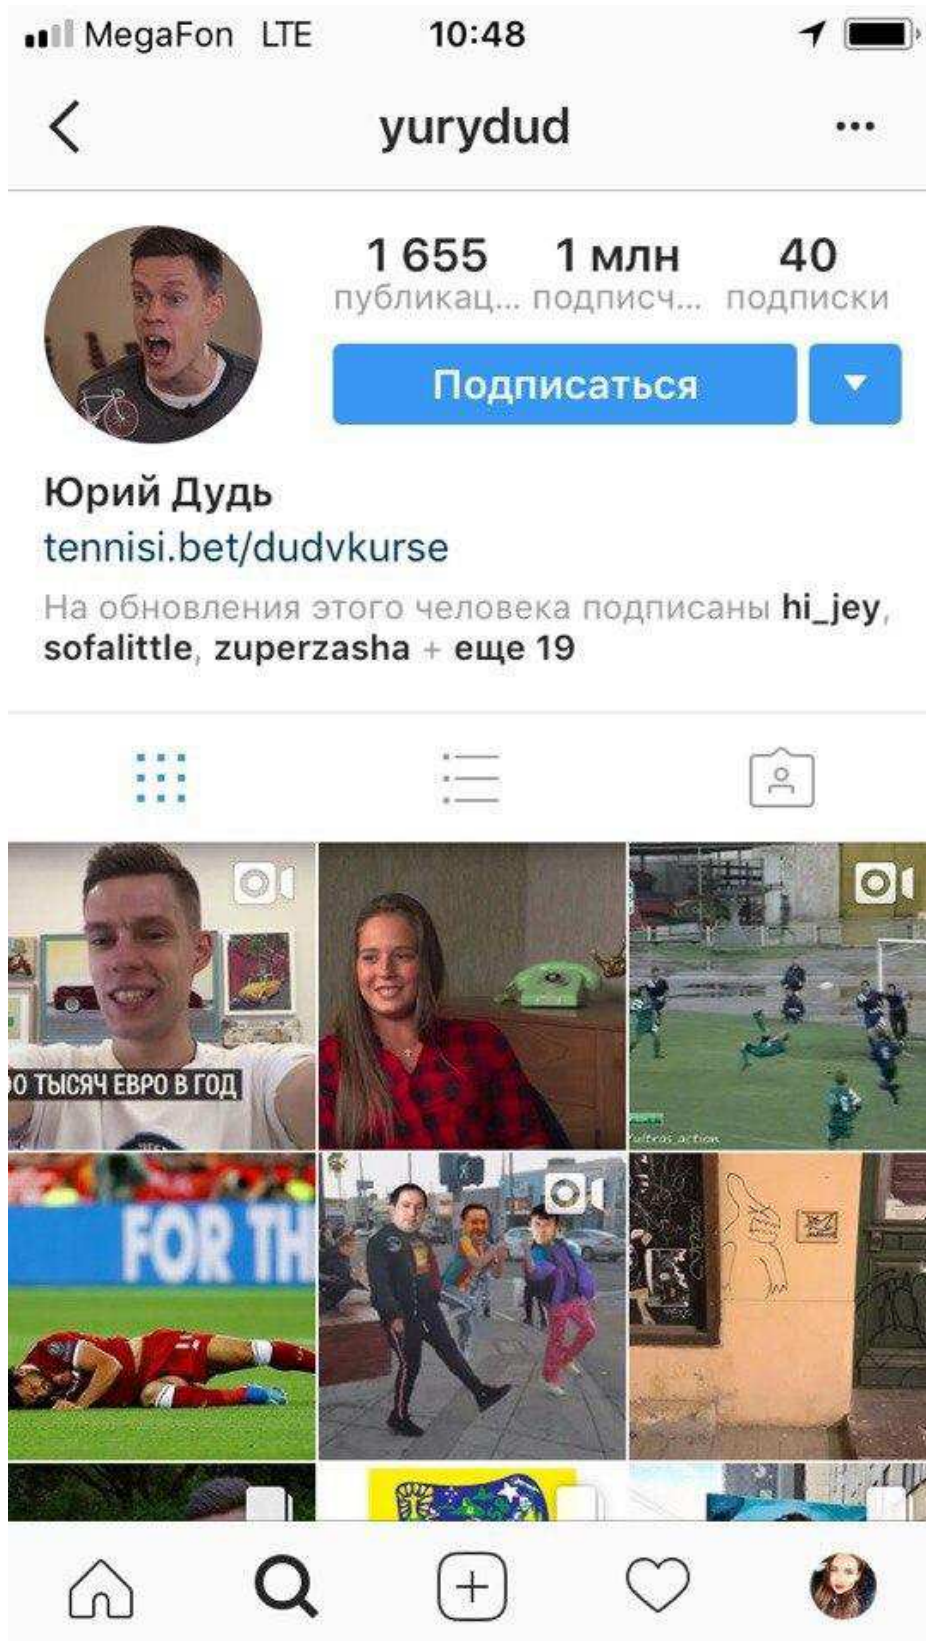 MegaFon LTE 10:48
yurydud
1 655 1 млн 40
публикац... подписч... подписки
Подписаться
Юрий Дудь
tennisi.bet/dudvkurse
На обновления этого человека подписаны hi_jey,
sofalittle, zuperzasha + еще 19
00 ТЫСЯЧ ЕВРО В ГОД
ultras_action
FOR TH